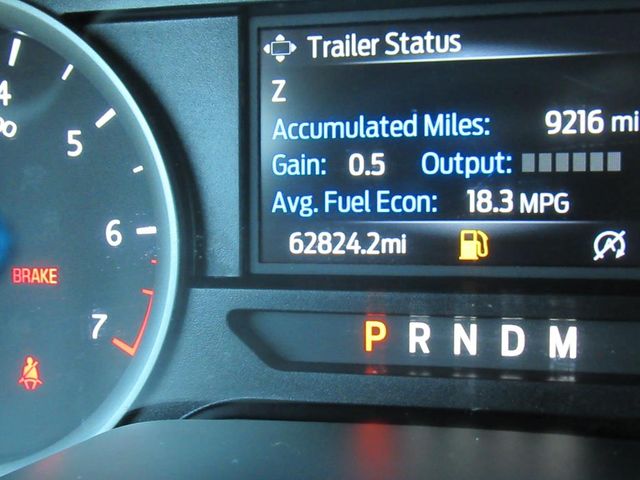 Trailer Status
Z
Accumulated Miles: 9216 mi
Gain: 0.5 Output:
Avg. Fuel Econ: 18.3 MPG
62824.2mi
4
5
6
7
BRAKE
P R N D M